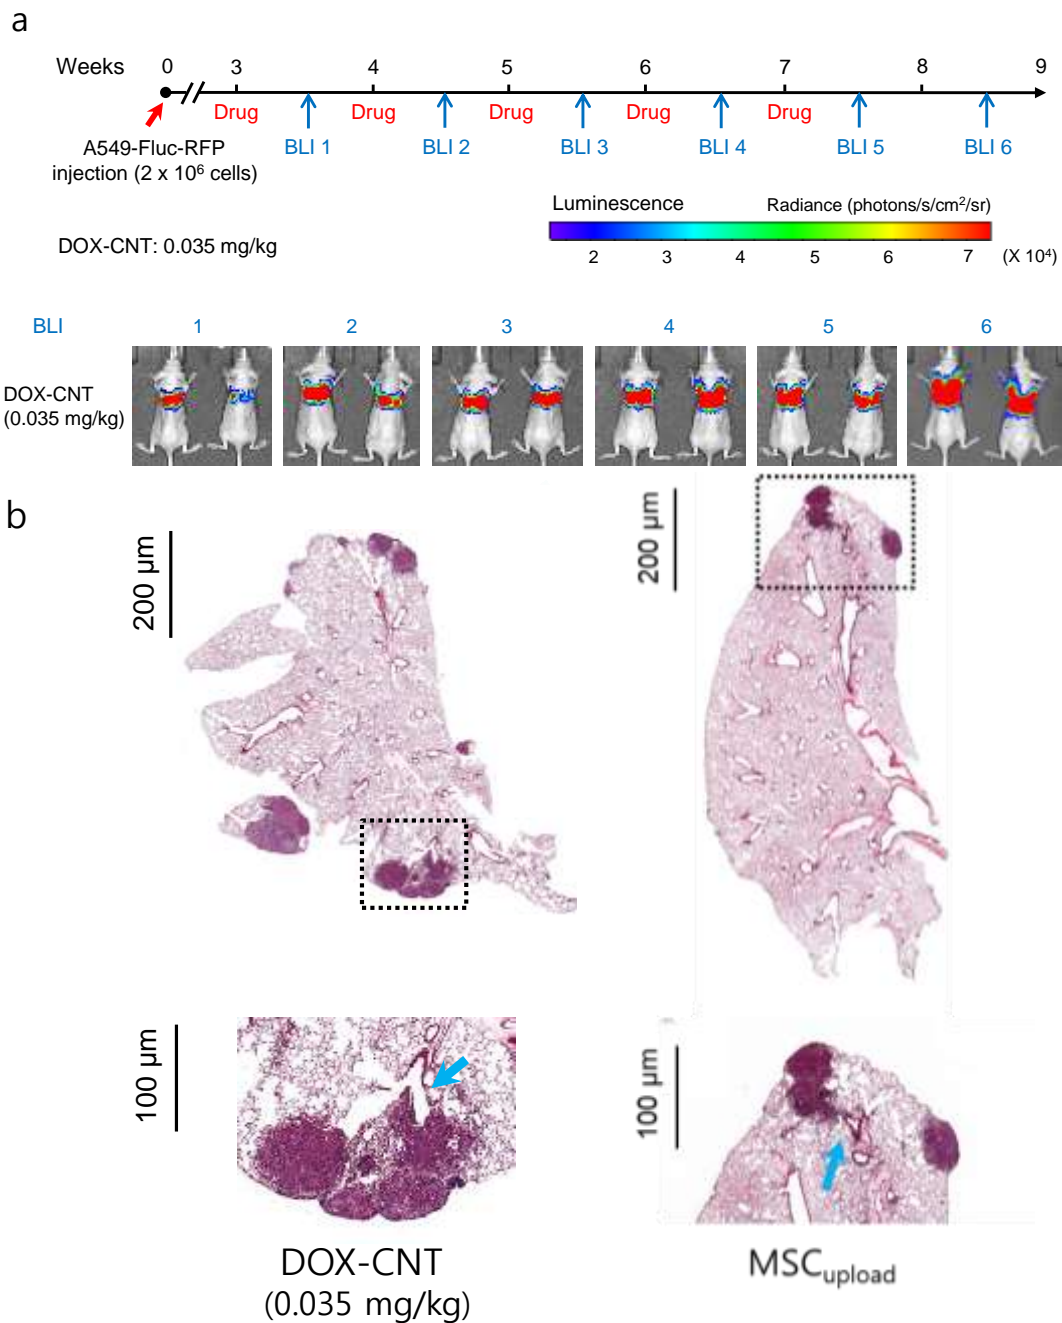 a
Weeks 0 3 4 5 6 7 8 9
Drug Drug Drug Drug Drug
A549-Fluc-RFP
injection (2 x 10⁶ cells)
BLI 1 BLI 2 BLI 3 BLI 4 BLI 5 BLI 6
Luminescence Radiance (photons/s/cm²/sr)
DOX-CNT: 0.035 mg/kg
2 3 4 5 6 7 (X 10⁴)
BLI 1 2 3 4 5 6
DOX-CNT
(0.035 mg/kg)
b
200 µm
200 µm
100 µm
100 µm
DOX-CNT
(0.035 mg/kg)
MSCupload